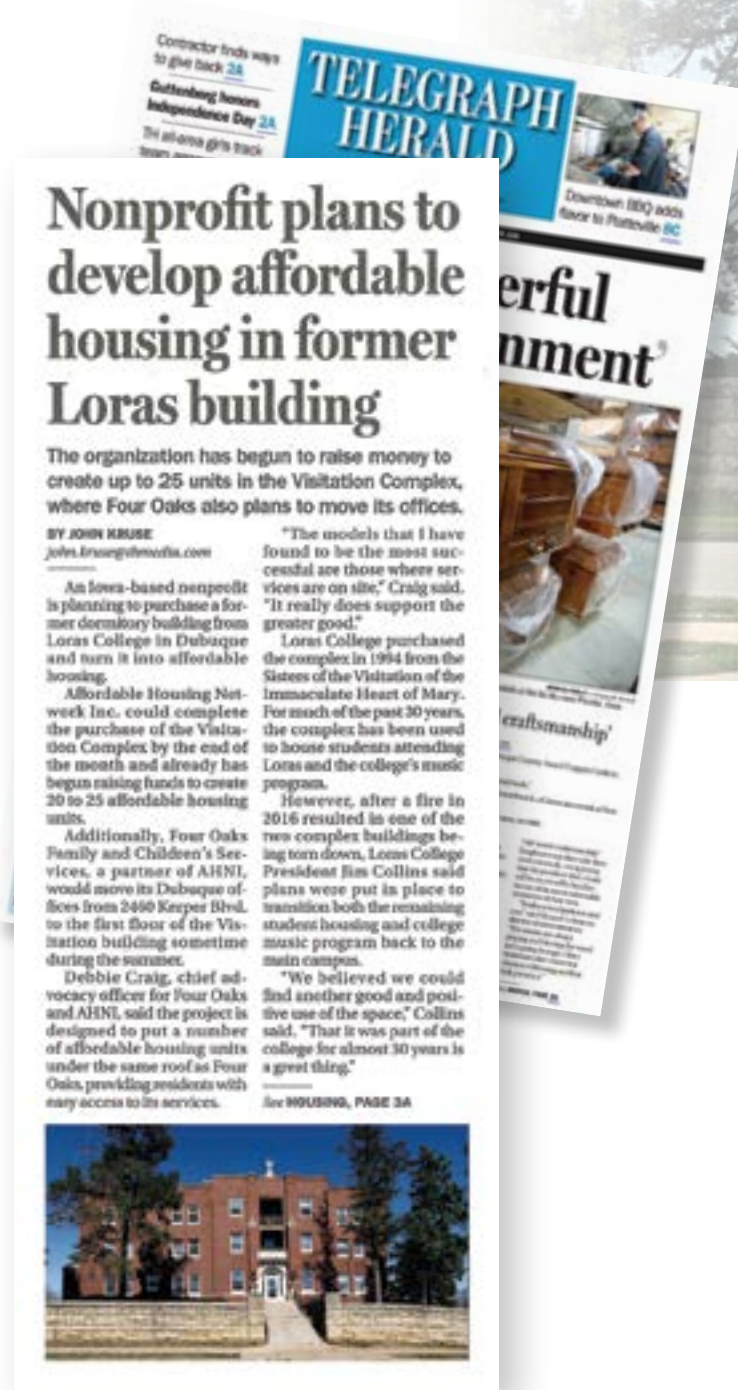 Contractor finds ways
to give back 2A
Guttenberg honors
Independence Day 2A
TH all-area girls track
TELEGRAPH
HERALD
Downtown BBQ adds
flavor to Platteville 8C
erful
nment’
craftsmanship’
Nonprofit plans to
develop affordable
housing in former
Loras building
The organization has begun to raise money to
create up to 25 units in the Visitation Complex,
where Four Oaks also plans to move its offices.
BY JOHN KRUSE
john.kruse@thmedia.com
An Iowa-based nonprofit
is planning to purchase a for-
mer dormitory building from
Loras College in Dubuque
and turn it into affordable
housing.
Affordable Housing Net-
work Inc. could complete
the purchase of the Visita-
tion Complex by the end of
the month and already has
begun raising funds to create
20 to 25 affordable housing
units.
Additionally, Four Oaks
Family and Children's Ser-
vices, a partner of AHNI,
would move its Dubuque of-
fices from 2460 Kerper Blvd.
to the first floor of the Vis-
itation building sometime
during the summer.
Debbie Craig, chief ad-
vocacy officer for Four Oaks
and AHNI, said the project is
designed to put a number
of affordable housing units
under the same roof as Four
Oaks, providing residents with
easy access to its services.
"The models that I have
found to be the most suc-
cessful are those where ser-
vices are on site," Craig said.
"It really does support the
greater good."
Loras College purchased
the complex in 1994 from the
Sisters of the Visitation of the
Immaculate Heart of Mary.
For much of the past 30 years,
the complex has been used
to house students attending
Loras and the college's music
program.
However, after a fire in
2016 resulted in one of the
two complex buildings be-
ing torn down, Loras College
President Jim Collins said
plans were put in place to
transition both the remaining
student housing and college
music program back to the
main campus.
"We believed we could
find another good and posi-
tive use of the space," Collins
said. "That it was part of the
college for almost 30 years is
a great thing."
See HOUSING, PAGE 3A